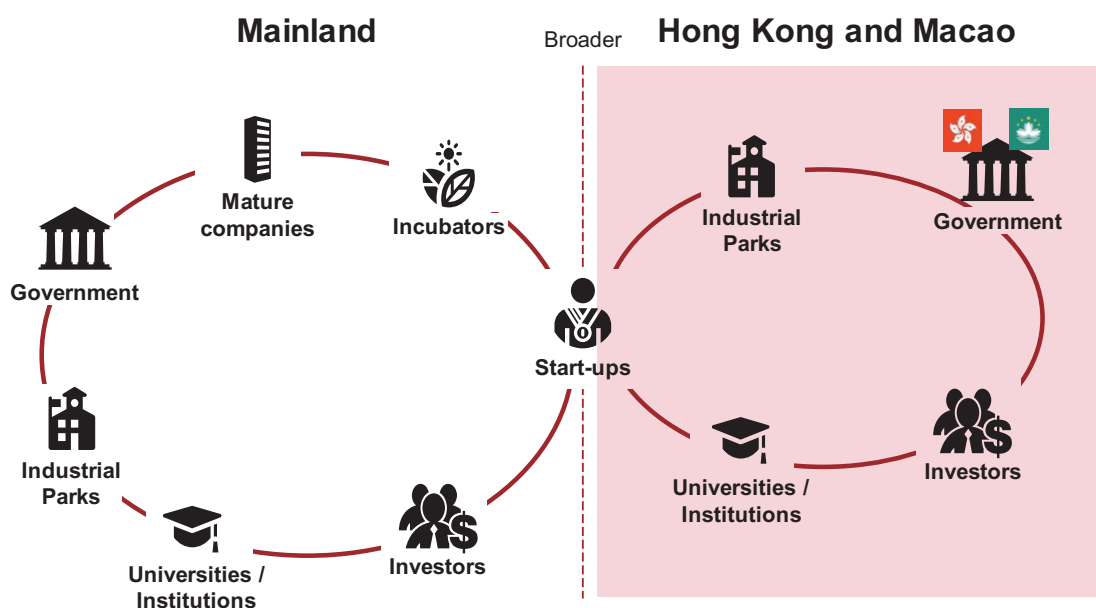 Mainland
Broader
Hong Kong and Macao
Mature
companies
Incubators
Government
Industrial
Parks
Universities /
Institutions
Investors
Start-ups
Industrial
Parks
Government
Investors
Universities /
Institutions